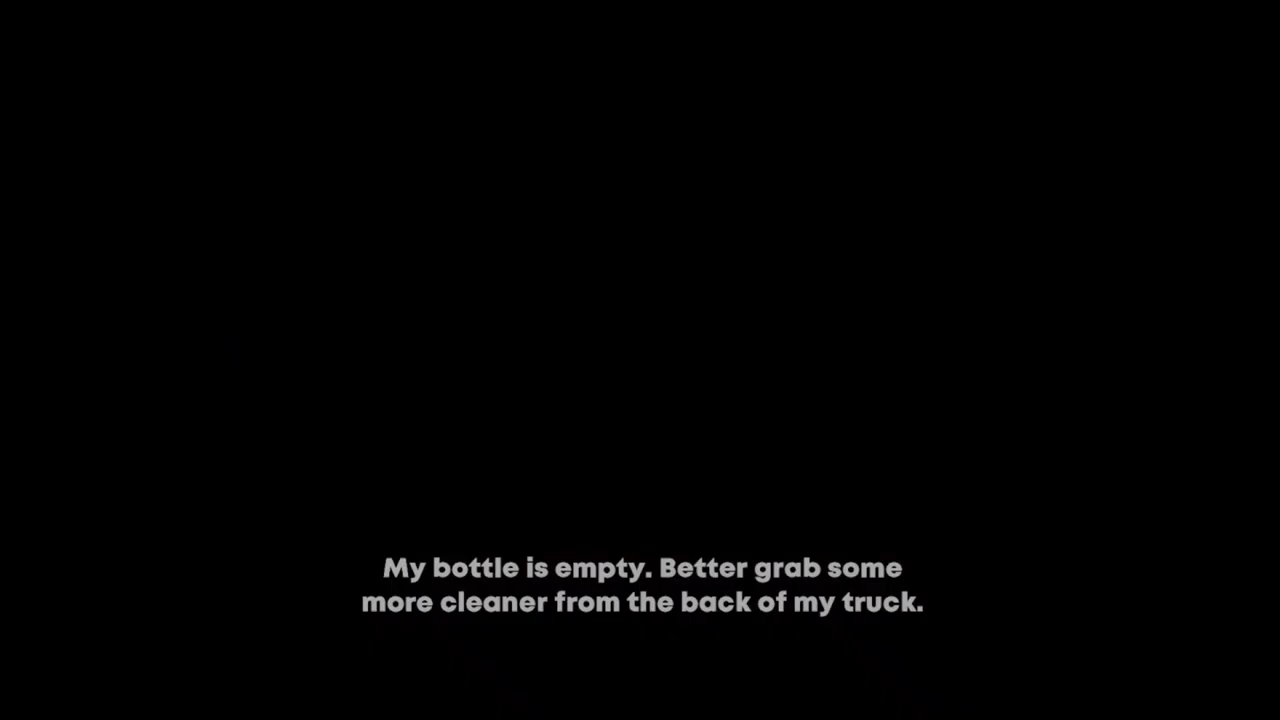 My bottle is empty. Better grab some
more cleaner from the back of my truck.